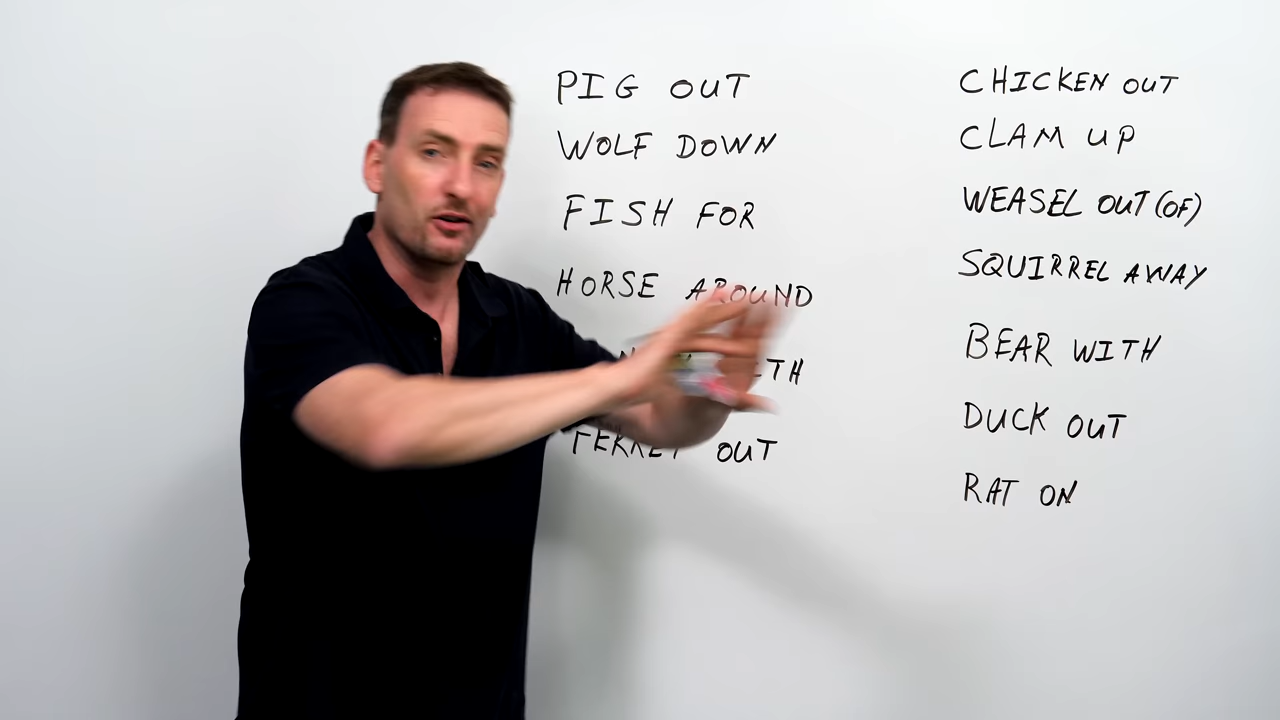 PIG OUT
WOLF DOWN
FISH FOR
HORSE AROUND
FERRET OUT
CHICKEN OUT
CLAM UP
WEASEL OUT (OF)
SQUIRREL AWAY
BEAR WITH
DUCK OUT
RAT ON